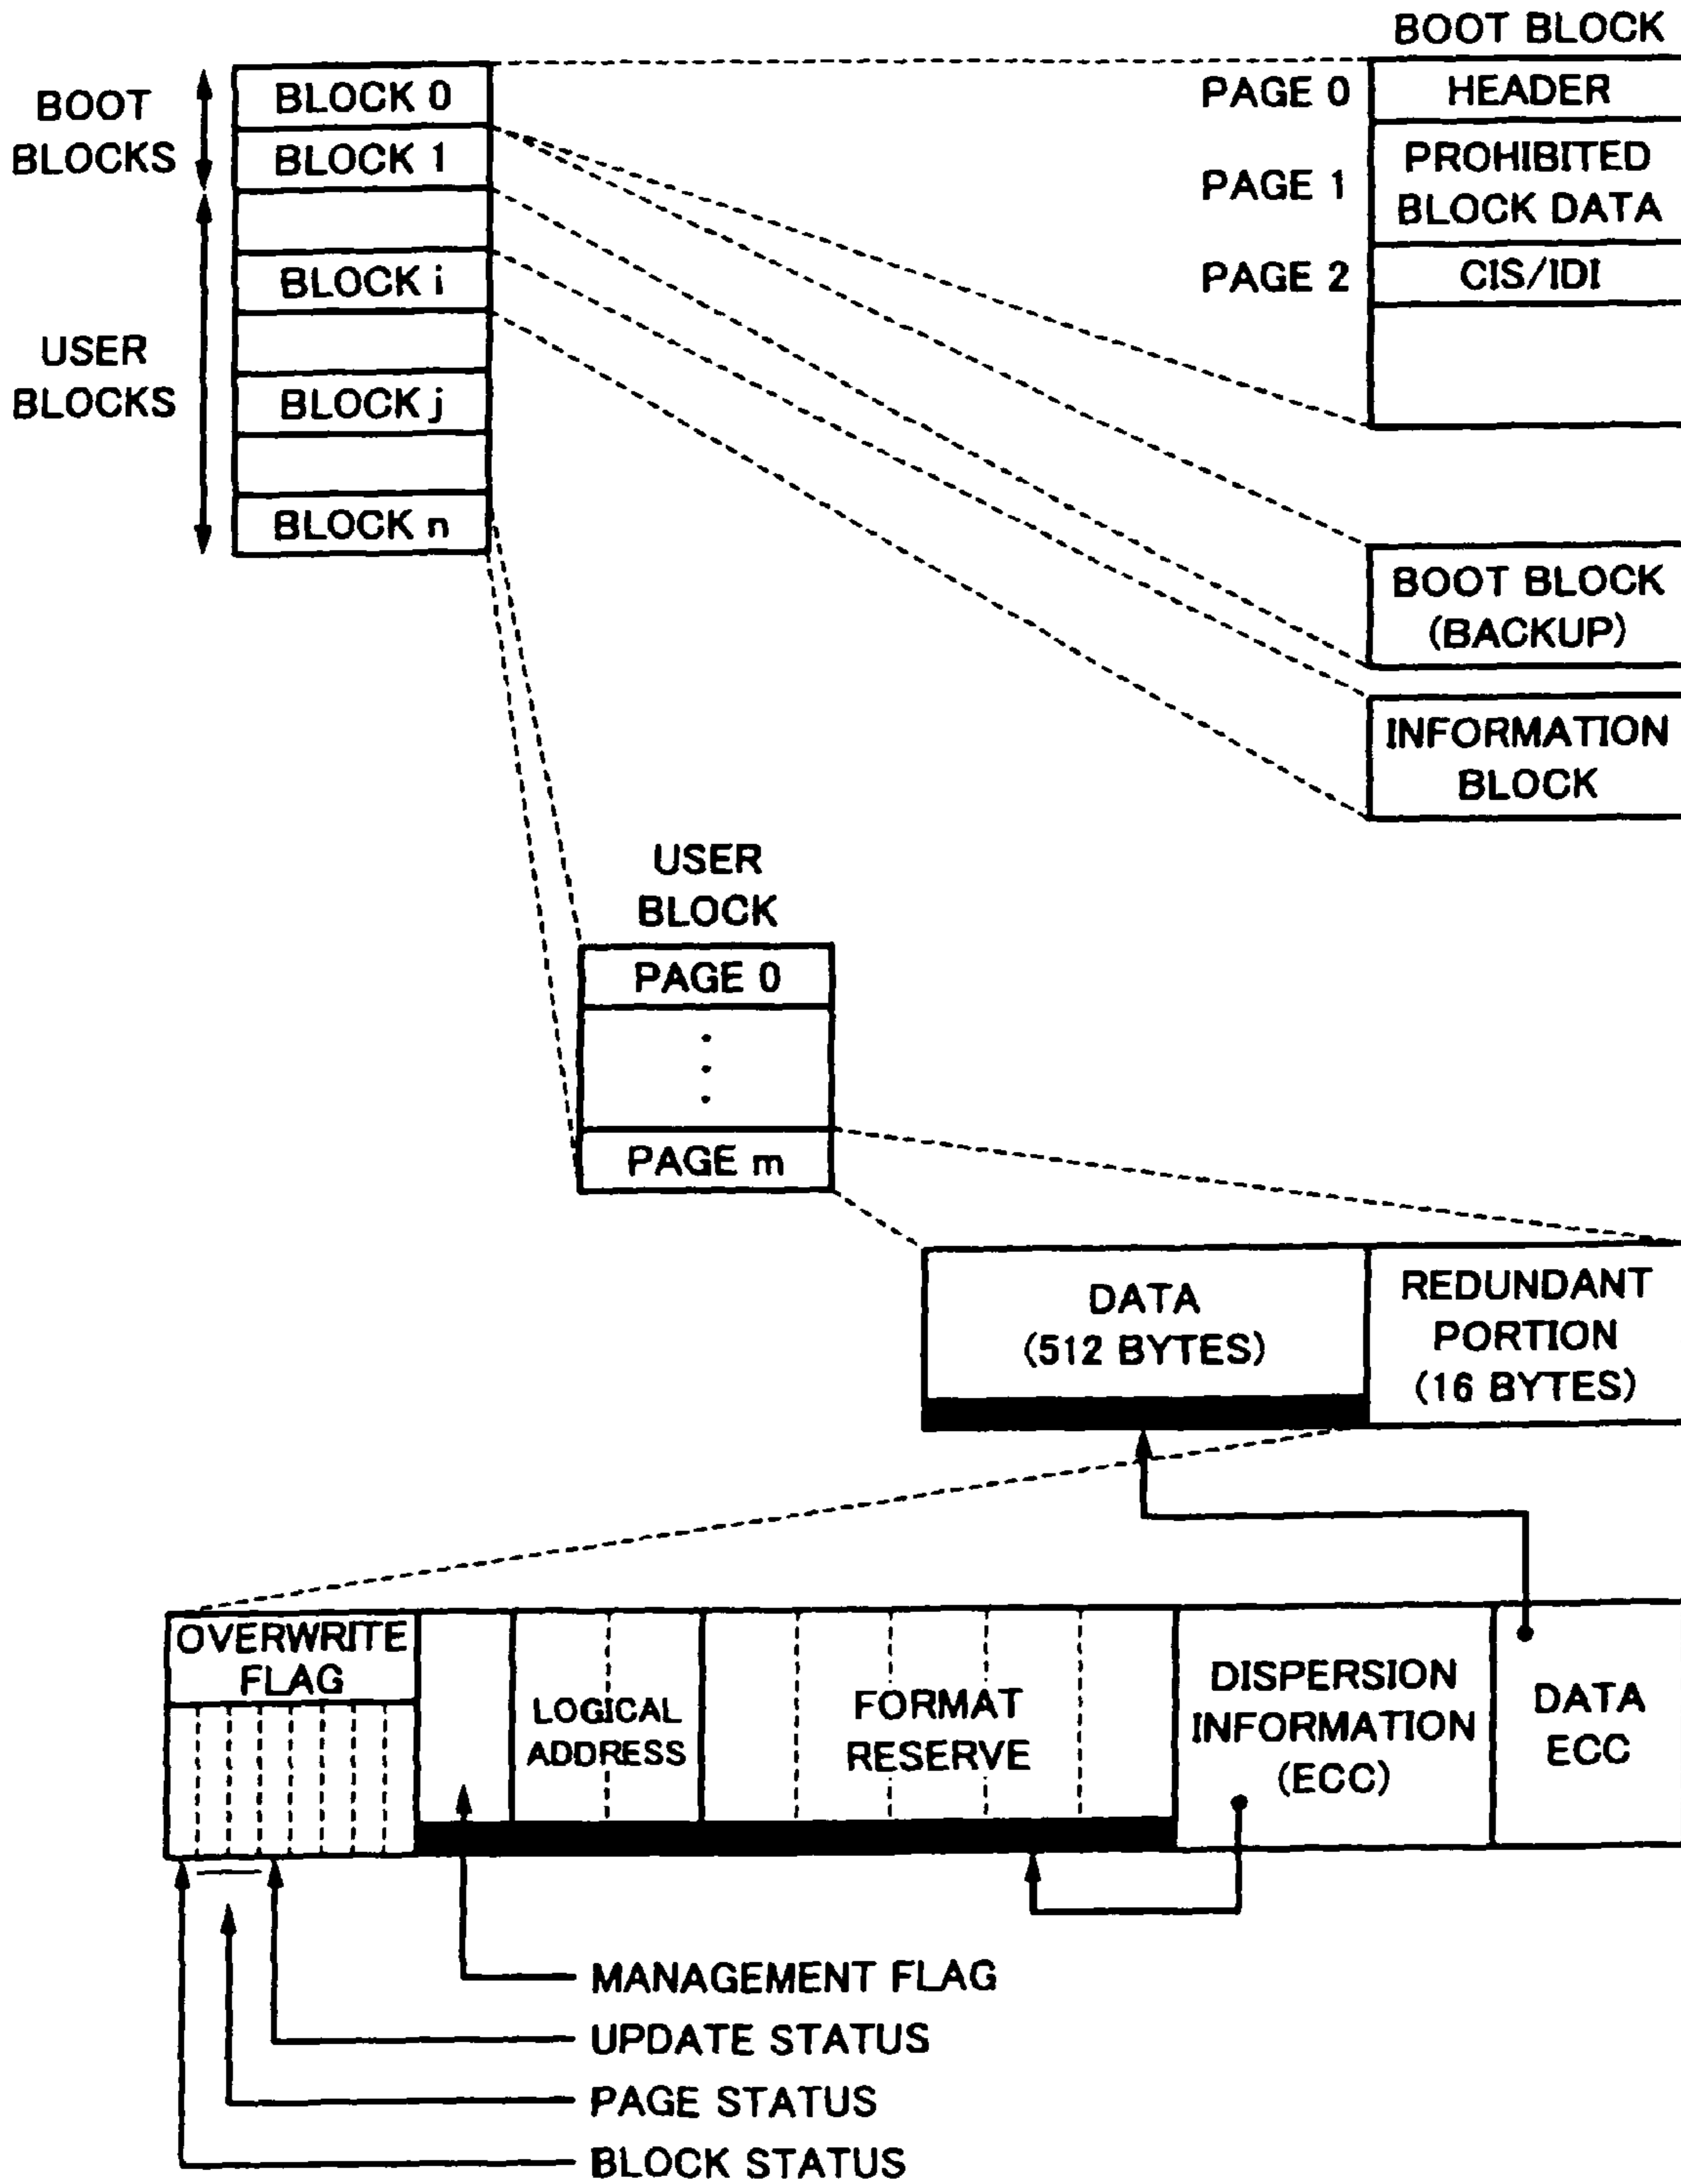 BOOT BLOCK
BOOT
BLOCKS
BLOCK 0
BLOCK 1
BLOCK i
BLOCK j
BLOCK n
USER
BLOCKS
PAGE 0
HEADER
PAGE 1
PROHIBITED
BLOCK DATA
PAGE 2
CIS/IDI
BOOT BLOCK
(BACKUP)
INFORMATION
BLOCK
USER
BLOCK
PAGE 0
PAGE m
DATA
(512 BYTES)
REDUNDANT
PORTION
(16 BYTES)
OVERWRITE
FLAG
LOGICAL
ADDRESS
FORMAT
RESERVE
DISPERSION
INFORMATION
(ECC)
DATA
ECC
MANAGEMENT FLAG
UPDATE STATUS
PAGE STATUS
BLOCK STATUS